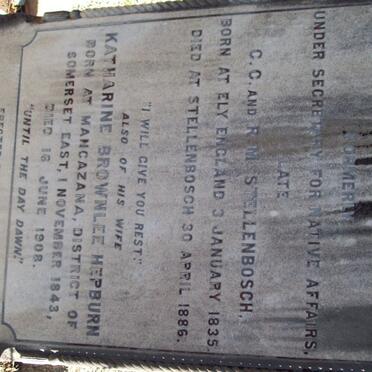 FORMERLY
UNDER SECRETARY FOR NATIVE AFFAIRS,
LATE
C. C. AND R. M. STELLENBOSCH.
BORN AT ELY ENGLAND 3 JANUARY 1835.
DIED AT STELLENBOSCH 30 APRIL 1886.
"I WILL GIVE YOU REST."
ALSO OF HIS WIFE
KATHARINE BROWNLEE HEPBURN
BORN AT MANCAZANA, DISTRICT OF
SOMERSET EAST, 1 NOVEMBER 1843,
DIED 16 JUNE 1908.
"UNTIL THE DAY DAWN."
ERECTED